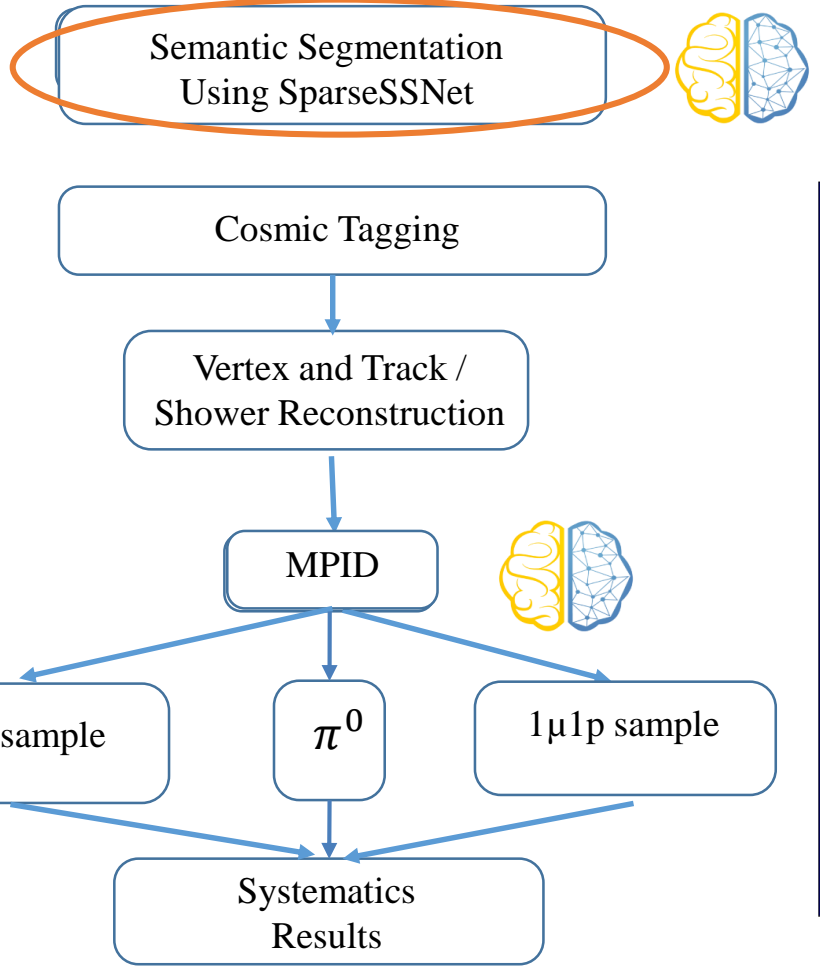 Semantic Segmentation
Using SparseSSNet
Cosmic Tagging
Vertex and Track /
Shower Reconstruction
MPID
sample
π⁰
1μ1p sample
Systematics
Results